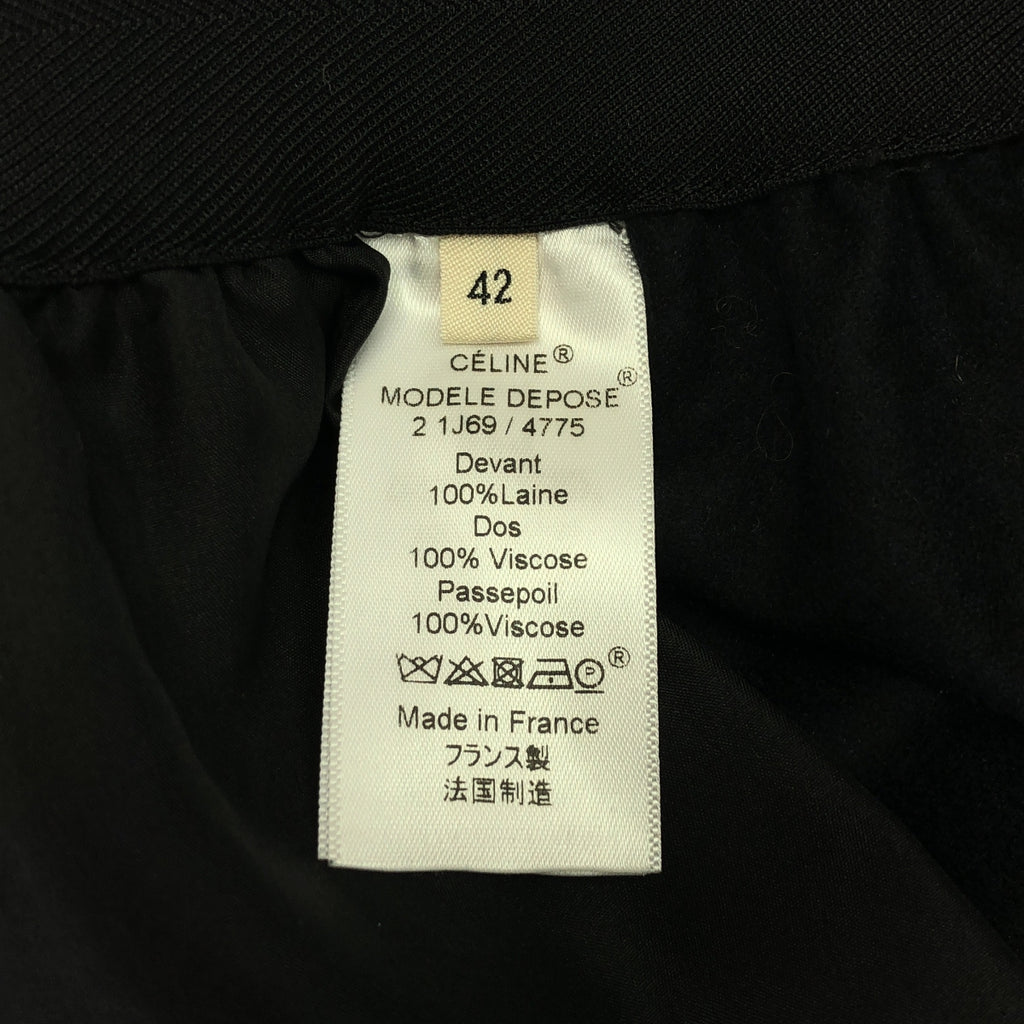 42
CÉLINE®
MODELE DEPOSE®
2 1J69 / 4775
Devant
100%Laine
Dos
100% Viscose
Passepoil
100%Viscose
P ®
Made in France
フランス製
法国制造